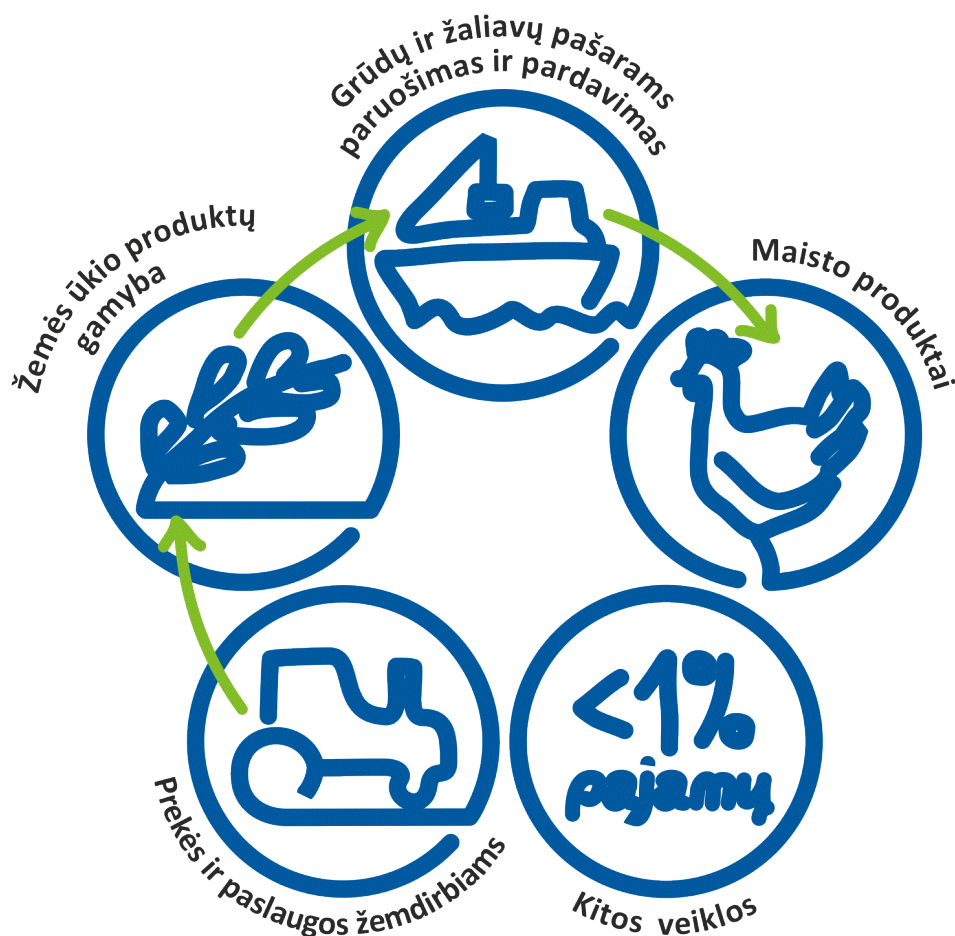 Grūdų ir žaliavų pašarams
paruošimas ir pardavimas
Žemės ūkio produktų
gamyba
Maisto produktai
<1%
pajamų
Prekės ir paslaugos žemdirbiams
Kitos veiklos